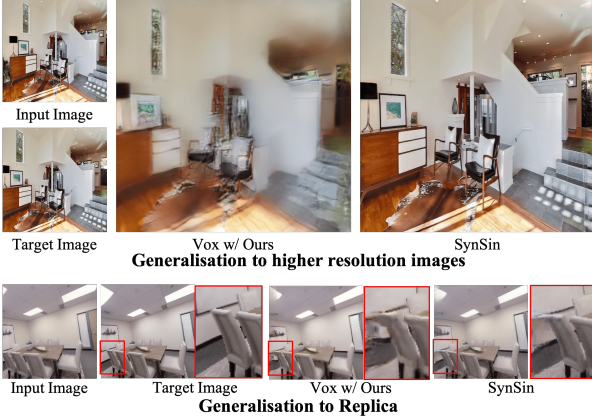 Input Image
Target Image
Vox w/ Ours
SynSin
Generalisation to higher resolution images
Input Image
Target Image
Vox w/ Ours
SynSin
Generalisation to Replica